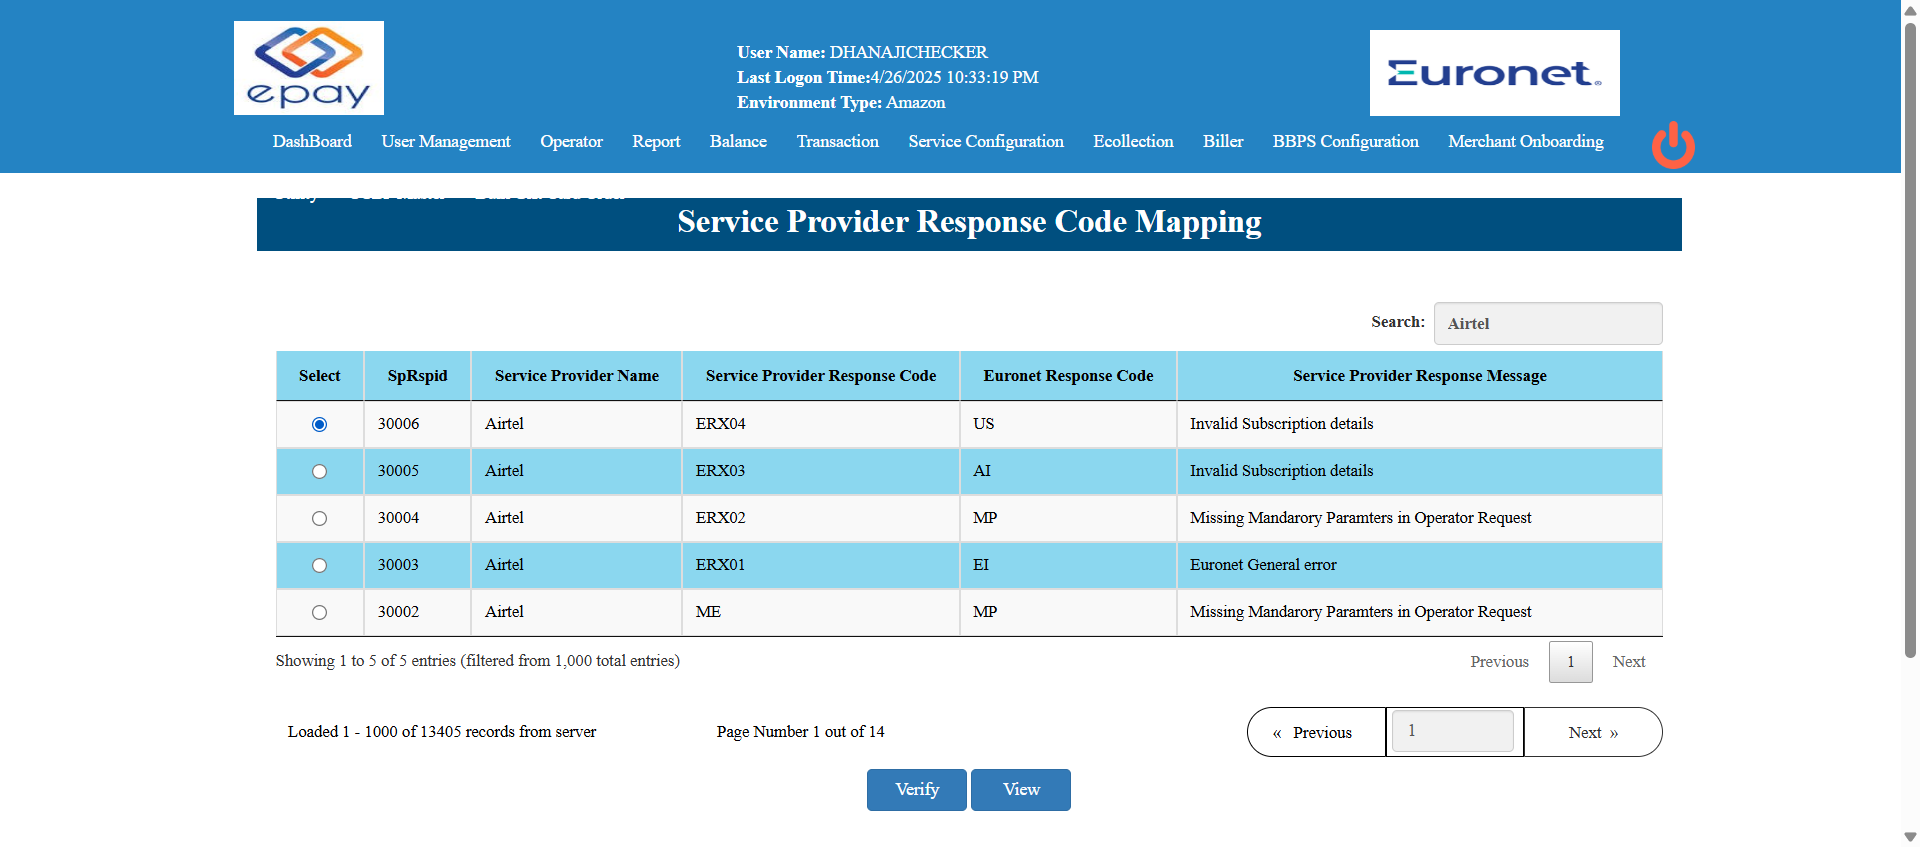 epay
User Name: DHANAJICHECKER
Last Logon Time:4/26/2025 10:33:19 PM
Environment Type: Amazon
Euronet
DashBoard User Management Operator Report Balance Transaction Service Configuration Ecollection Biller BBPS Configuration Merchant Onboarding
Service Provider Response Code Mapping
Search: Airtel
Select SpRspid Service Provider Name Service Provider Response Code Euronet Response Code Service Provider Response Message
30006 Airtel ERX04 US Invalid Subscription details
30005 Airtel ERX03 AI Invalid Subscription details
30004 Airtel ERX02 MP Missing Mandarory Paramters in Operator Request
30003 Airtel ERX01 EI Euronet General error
30002 Airtel ME MP Missing Mandarory Paramters in Operator Request
Showing 1 to 5 of 5 entries (filtered from 1,000 total entries)
Previous 1 Next
Loaded 1 - 1000 of 13405 records from server
Page Number 1 out of 14
« Previous 1 Next »
Verify View